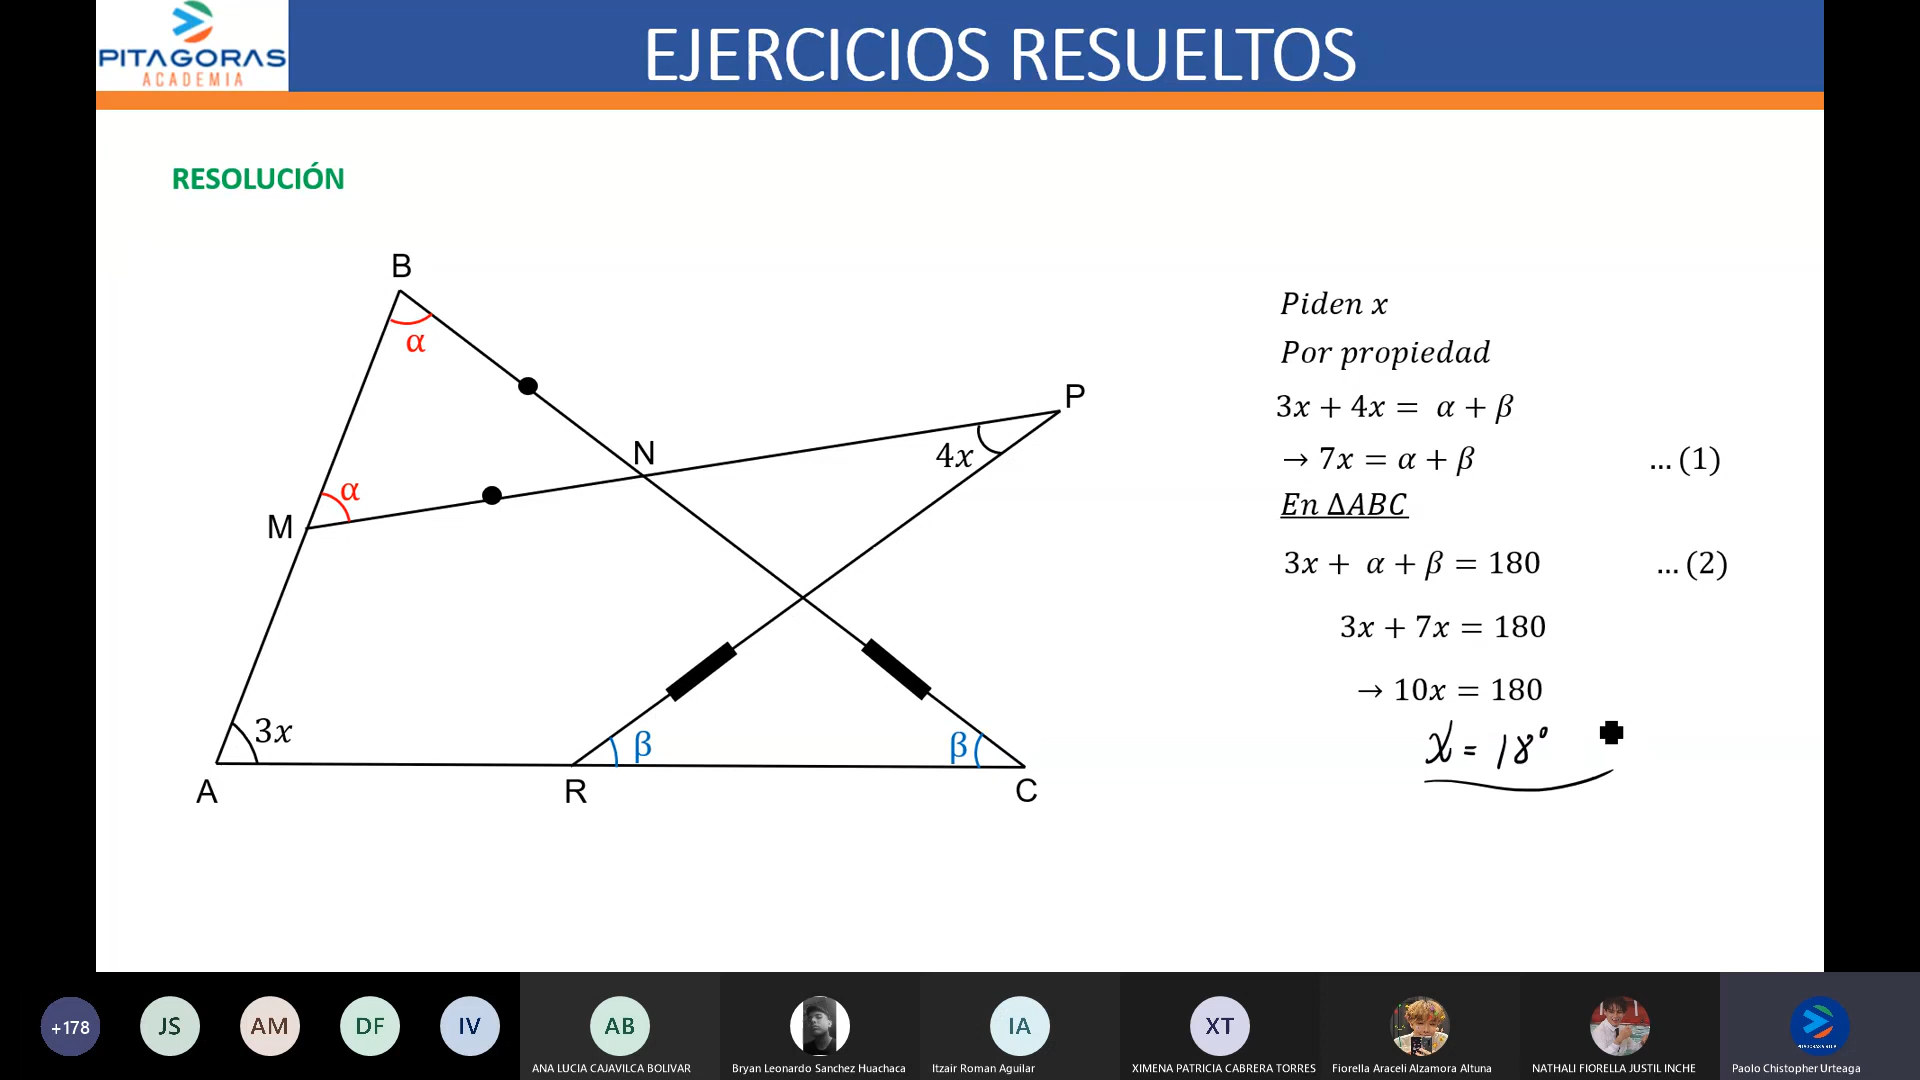 PITAGORAS
ACADEMIA
EJERCICIOS RESUELTOS
RESOLUCIÓN
B
α
N
P
4x
α
M
3x
β
β
A
R
C
Piden x
Por propiedad
3x + 4x = α + β
→ 7x = α + β ... (1)
En ΔABC
3x + α + β = 180 ... (2)
3x + 7x = 180
→ 10x = 180
x = 18°
+178
JS
AM
DF
IV
AB
IA
XT
ANA LUCIA CAJAVILCA BOLIVAR
Bryan Leonardo Sanchez Huachaca
Itzair Roman Aguilar
XIMENA PATRICIA CABRERA TORRES
Fiorella Araceli Alzamora Altuna
NATHALI FIORELLA JUSTIL INCHE
Paolo Chistopher Urteaga